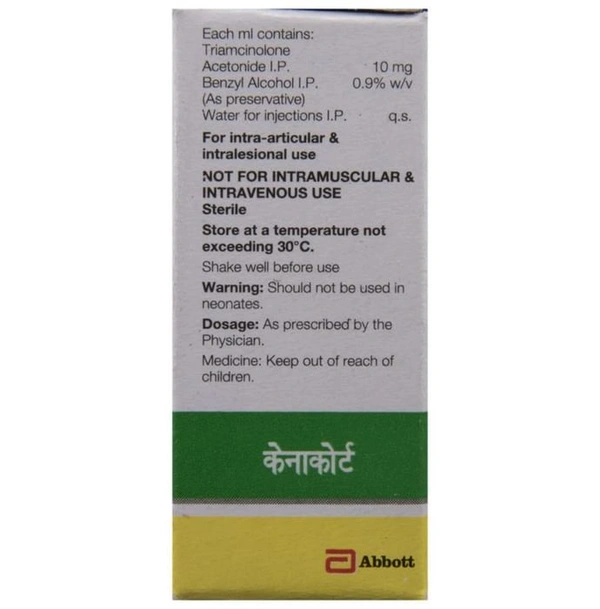 Each ml contains:
Triamcinolone
Acetonide I.P. 10 mg
Benzyl Alcohol I.P. 0.9% w/v
(As preservative)
Water for injections I.P. q.s.
For intra-articular &
intralesional use
NOT FOR INTRAMUSCULAR &
INTRAVENOUS USE
Sterile
Store at a temperature not
exceeding 30°C.
Shake well before use
Warning: Should not be used in
neonates.
Dosage: As prescribed by the
Physician.
Medicine: Keep out of reach of
children.
केनाकोर्ट
Abbott